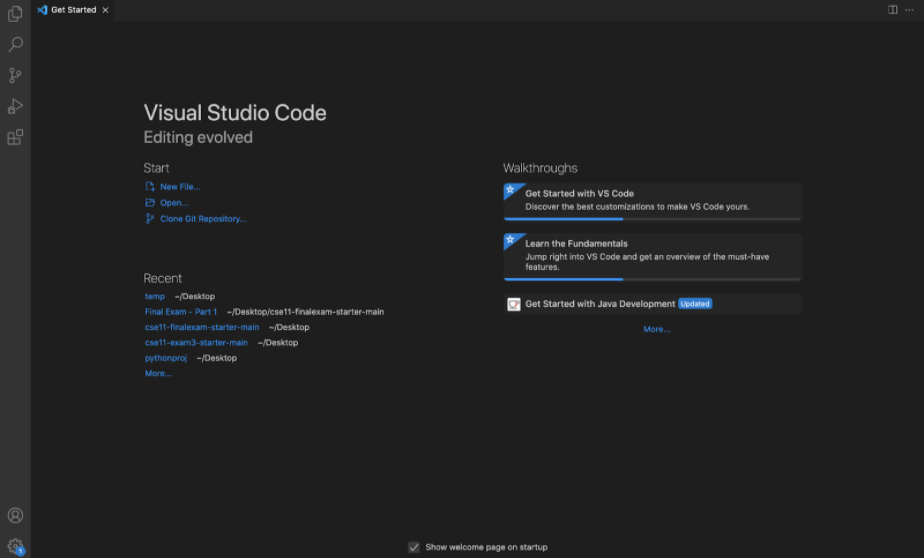 Get Started
Visual Studio Code
Editing evolved
Start
New File...
Open...
Clone Git Repository...
Recent
temp ~/Desktop
Final Exam - Part 1 ~/Desktop/cse11-finalexam-starter-main
cse11-finalexam-starter-main ~/Desktop
cse11-exam3-starter-main ~/Desktop
pythonproj ~/Desktop
More...
Walkthroughs
Get Started with VS Code
Discover the best customizations to make VS Code yours.
Learn the Fundamentals
Jump right into VS Code and get an overview of the must-have
features.
Get Started with Java Development Updated
More...
1
Show welcome page on startup